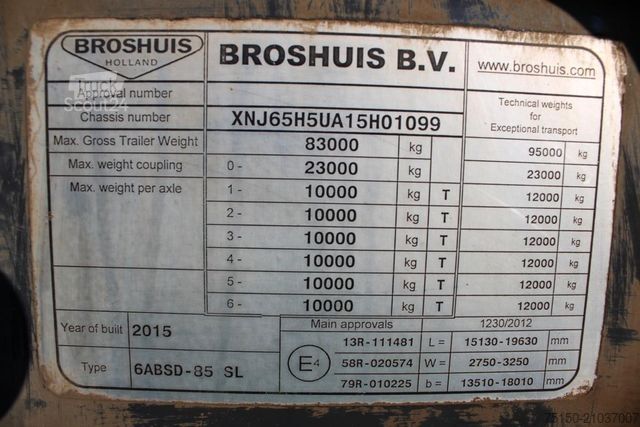 BROSHUIS
HOLLAND
BROSHUIS B.V.
www.broshuis.com
Truck
Scout24
Approval number
Technical weights
for
Exceptional transport
Chassis number XNJ65H5UA15H01099
Max. Gross Trailer Weight 83000 kg 95000 kg
Max. weight coupling 0- 23000 kg 23000 kg
Max. weight per axle 1- 10000 kg T 12000 kg
2- 10000 kg T 12000 kg
3- 10000 kg T 12000 kg
4- 10000 kg T 12000 kg
5- 10000 kg T 12000 kg
6- 10000 kg T 12000 kg
Main approvals 1230/2012
Year of built 2015
13R-111481 L= 15130-19630 mm
Type 6ABSD-85 SL
E4
58R-020574 W= 2750-3250 mm
79R-010225 b= 13510-18010 mm
75150-21037007